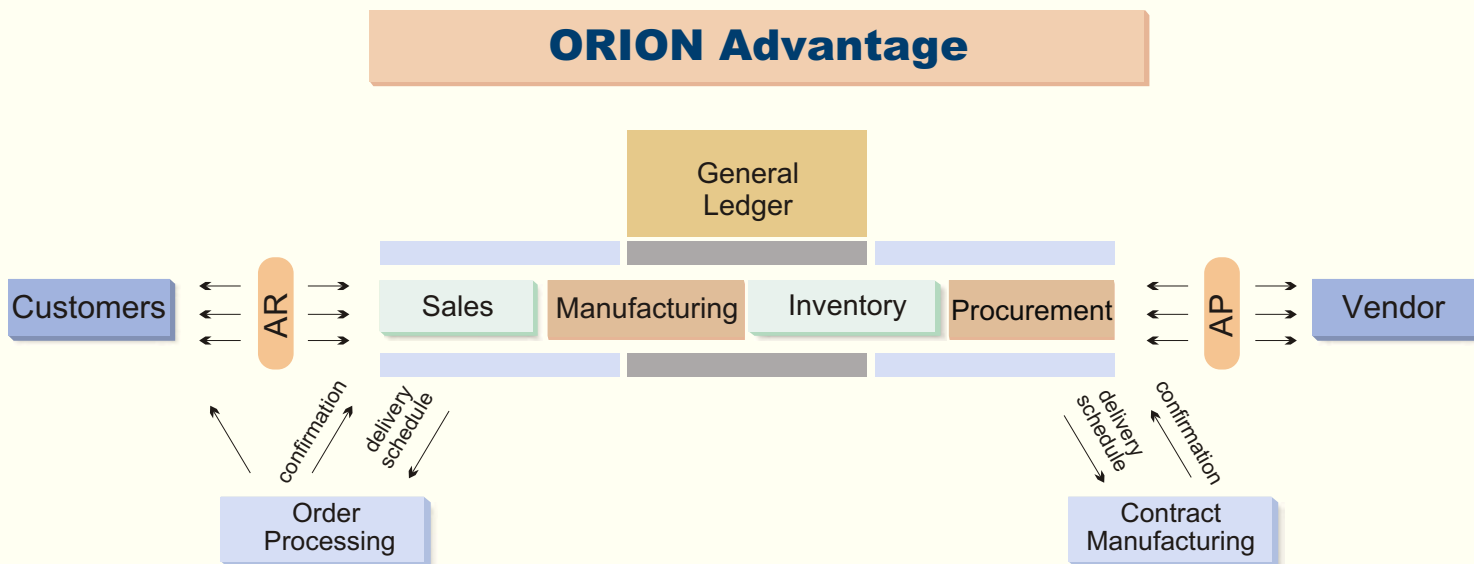 ORION Advantage
General
Ledger
Customers
AR
Sales
Manufacturing
Inventory
Procurement
AP
Vendor
confirmation
delivery
schedule
delivery
schedule
confirmation
Order
Processing
Contract
Manufacturing